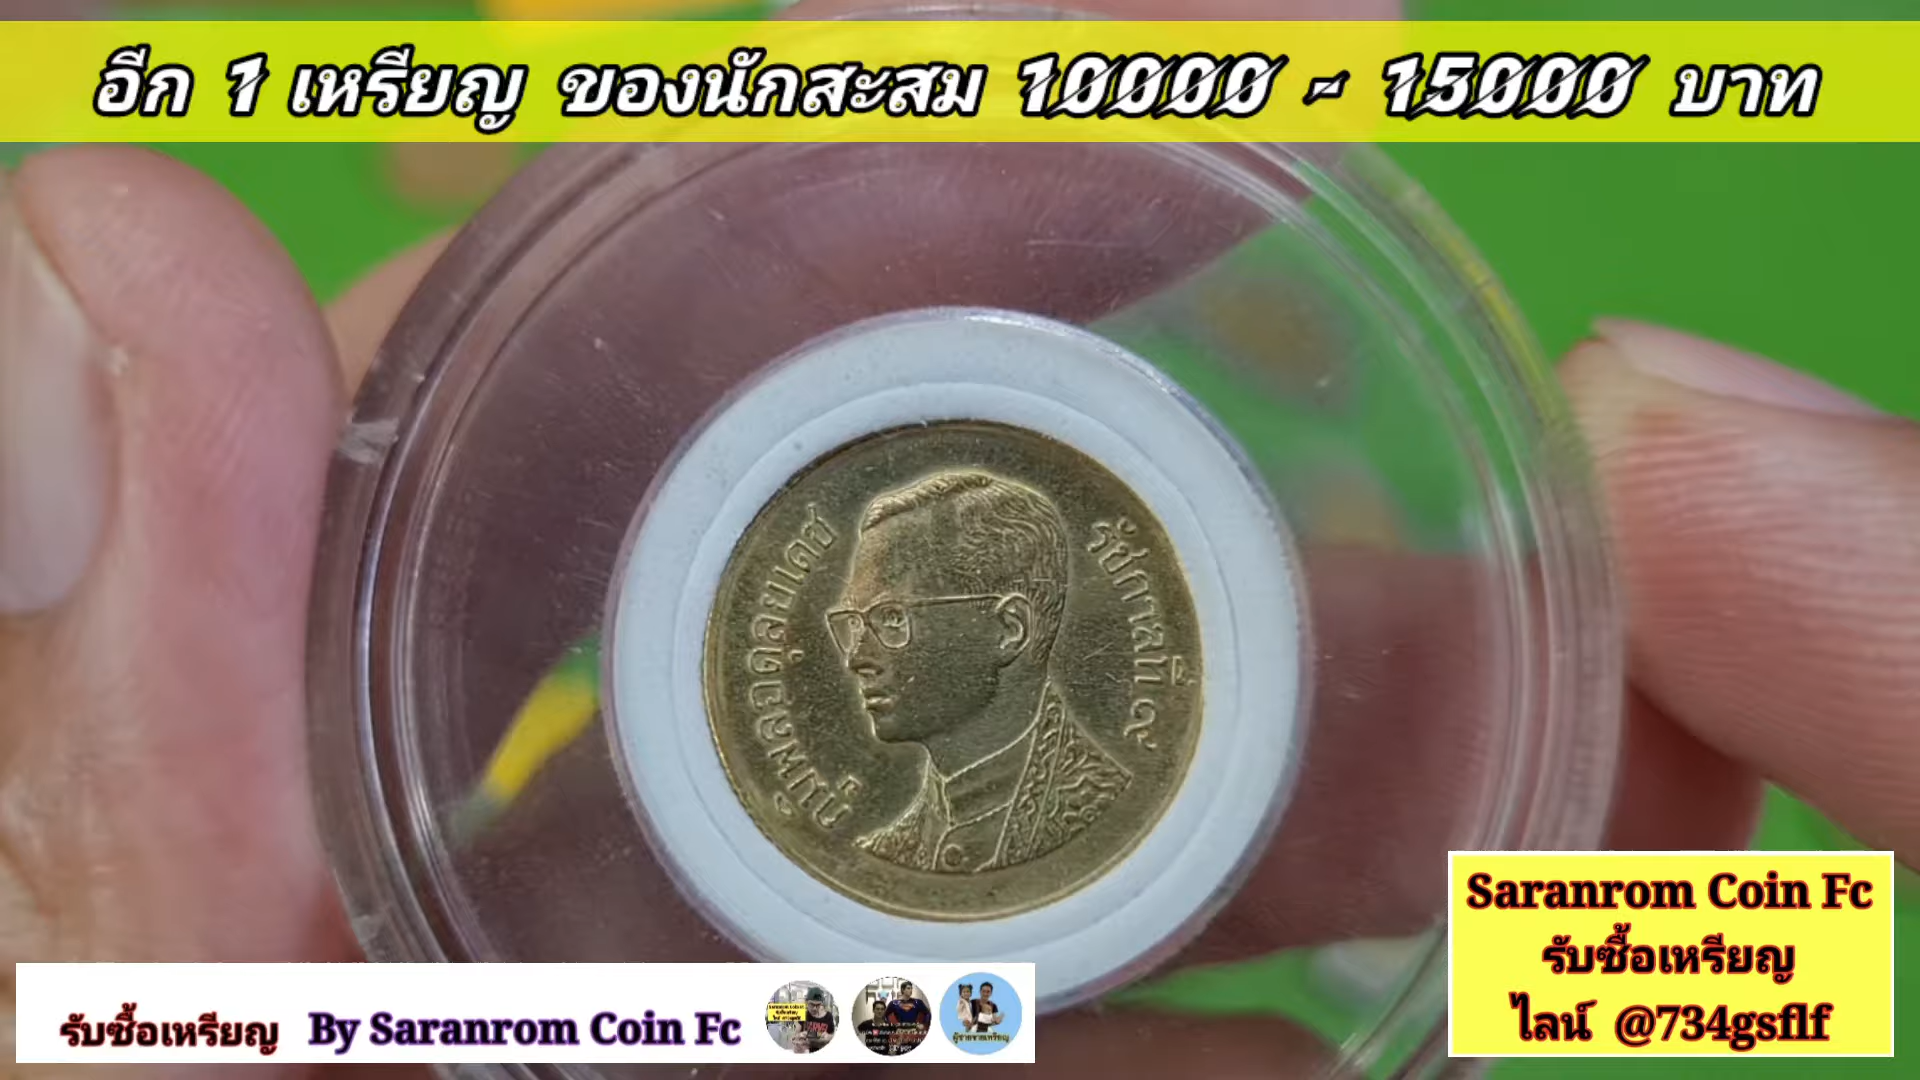 อีก 1 เหรียญ ของนักสะสม 10000 - 15000 บาท
ภูมิพลอดุลยเดช
รัชกาลที่ ๙
Saranrom Coin Fc
รับซื้อเหรียญ
ไลน์ @734gsflf
รับซื้อเหรียญ By Saranrom Coin Fc